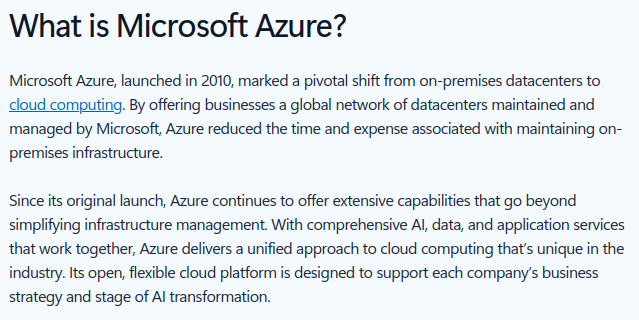 What is Microsoft Azure?
Microsoft Azure, launched in 2010, marked a pivotal shift from on-premises datacenters to
cloud computing. By offering businesses a global network of datacenters maintained and
managed by Microsoft, Azure reduced the time and expense associated with maintaining on-
premises infrastructure.
Since its original launch, Azure continues to offer extensive capabilities that go beyond
simplifying infrastructure management. With comprehensive AI, data, and application services
that work together, Azure delivers a unified approach to cloud computing that’s unique in the
industry. Its open, flexible cloud platform is designed to support each company’s business
strategy and stage of AI transformation.